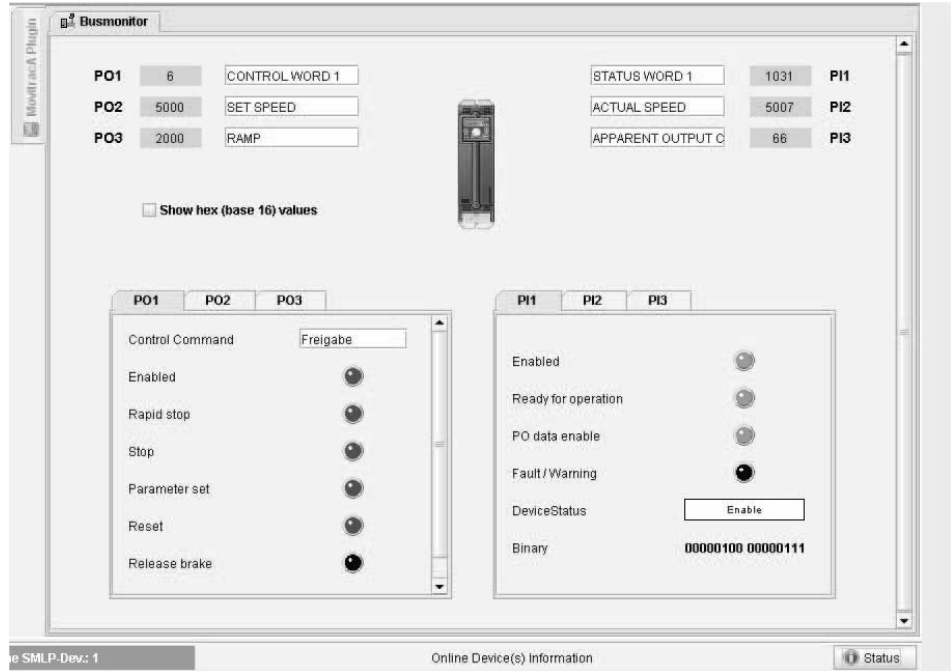 MovitracA Plugin
Busmonitor
PO1 6 CONTROL WORD 1 STATUS WORD 1 1031 PI1
PO2 5000 SET SPEED ACTUAL SPEED 5007 PI2
PO3 2000 RAMP APPARENT OUTPUT C 66 PI3
Show hex (base 16) values
PO1 PO2 PO3
Control Command Freigabe
Enabled
Rapid stop
Stop
Parameter set
Reset
Release brake
PI1 PI2 PI3
Enabled
Ready for operation
PO data enable
Fault / Warning
DeviceStatus Enable
Binary 00000100 00000111
ne SMLP-Dev.: 1 Online Device(s) Information Status